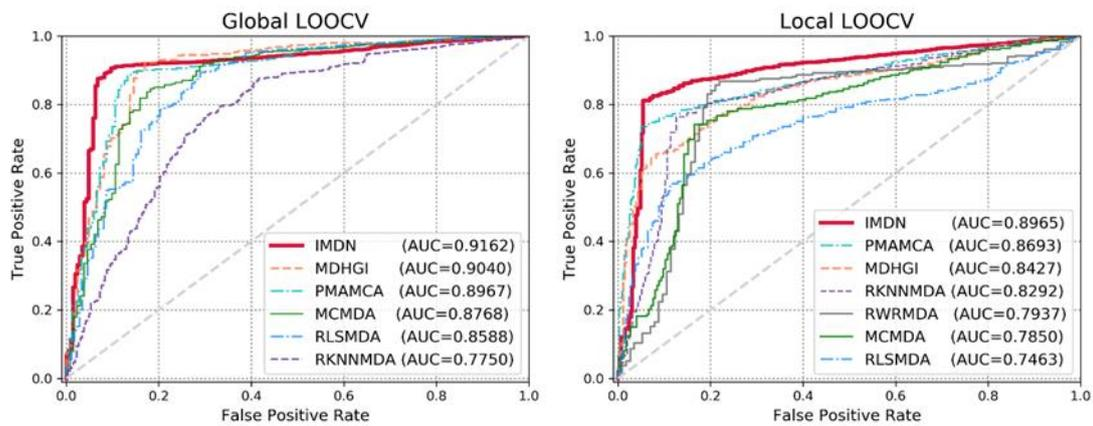 Global LOOCV
1.0
0.8
0.6
0.4
0.2
0.0
True Positive Rate
IMDN (AUC=0.9162)
MDHGI (AUC=0.9040)
PMAMCA (AUC=0.8967)
MCMDA (AUC=0.8768)
RLSMDA (AUC=0.8588)
RKNNMDA (AUC=0.7750)
0.0 0.2 0.4 0.6 0.8 1.0
False Positive Rate
Local LOOCV
1.0
0.8
0.6
0.4
0.2
0.0
True Positive Rate
IMDN (AUC=0.8965)
PMAMCA (AUC=0.8693)
MDHGI (AUC=0.8427)
RKNNMDA (AUC=0.8292)
RWRMDA (AUC=0.7937)
MCMDA (AUC=0.7850)
RLSMDA (AUC=0.7463)
0.0 0.2 0.4 0.6 0.8 1.0
False Positive Rate